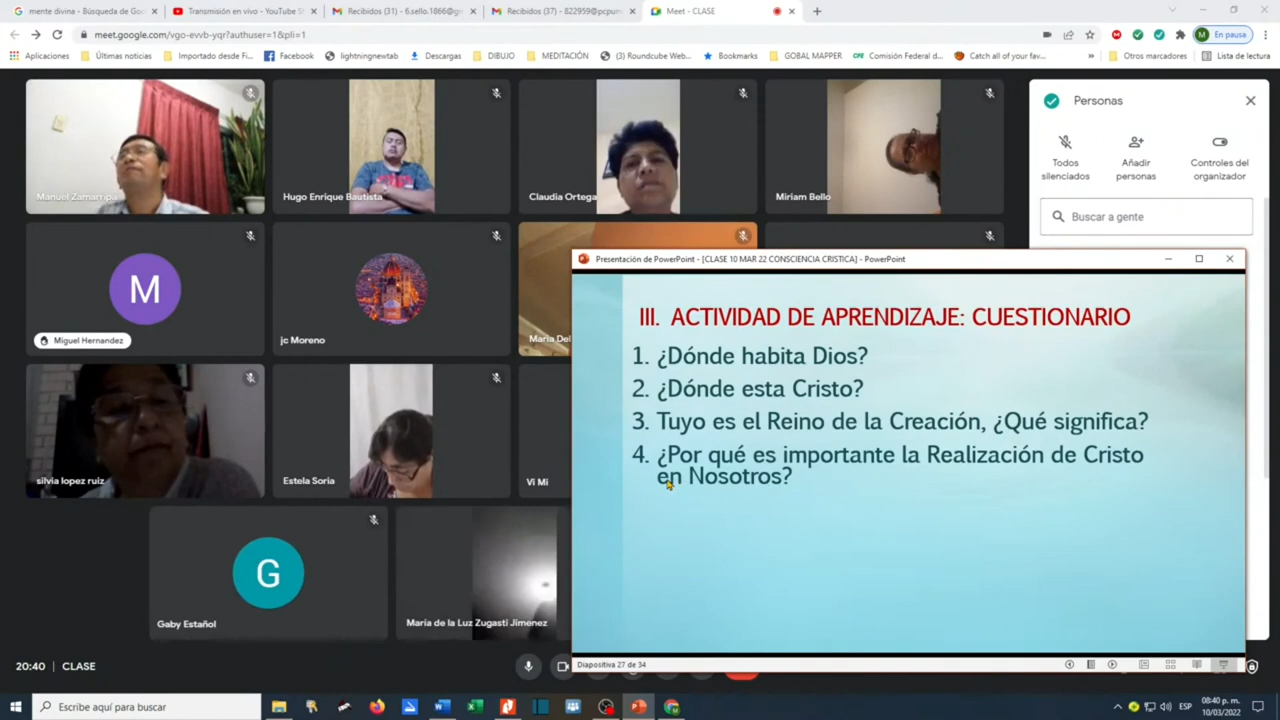 mente divina - Búsqueda de Goo
Transmisión en vivo - YouTube S
Recibidos (31) - 6.sello.1866@g
Recibidos (37) - 822959@pcpum
Meet - CLASE
meet.google.com/vgo-evvb-yqr?authuser=1&pli=1
M En pausa
Aplicaciones
Últimas noticias
Importado desde Fi...
Facebook
lightningnewtab
Descargas
DIBUJO
MEDITACIÓN
(3) Roundcube Web...
Bookmarks
GOBAL MAPPER
CFE Comisión Federal d...
Catch all of your fav...
»
Otros marcadores
Lista de lectura
Manuel Zamarripa
Hugo Enrique Bautista
Claudia Ortega
Miriam Bello
Personas
Todos silenciados
Añadir personas
Controles del organizador
Buscar a gente
M
Miguel Hernandez
jc Moreno
Maria Del
silvia lopez ruiz
Estela Soria
Vi Mi
G
Gaby Estañol
María de la Luz Zugasti Jimenez
Presentación de PowerPoint - [CLASE 10 MAR 22 CONSCIENCIA CRISTICA] - PowerPoint
III. ACTIVIDAD DE APRENDIZAJE: CUESTIONARIO
1. ¿Dónde habita Dios?
2. ¿Dónde esta Cristo?
3. Tuyo es el Reino de la Creación, ¿Qué significa?
4. ¿Por qué es importante la Realización de Cristo
en Nosotros?
Diapositiva 27 de 34
20:40 | CLASE
Escribe aquí para buscar
ESP
08:40 p. m.
10/03/2022